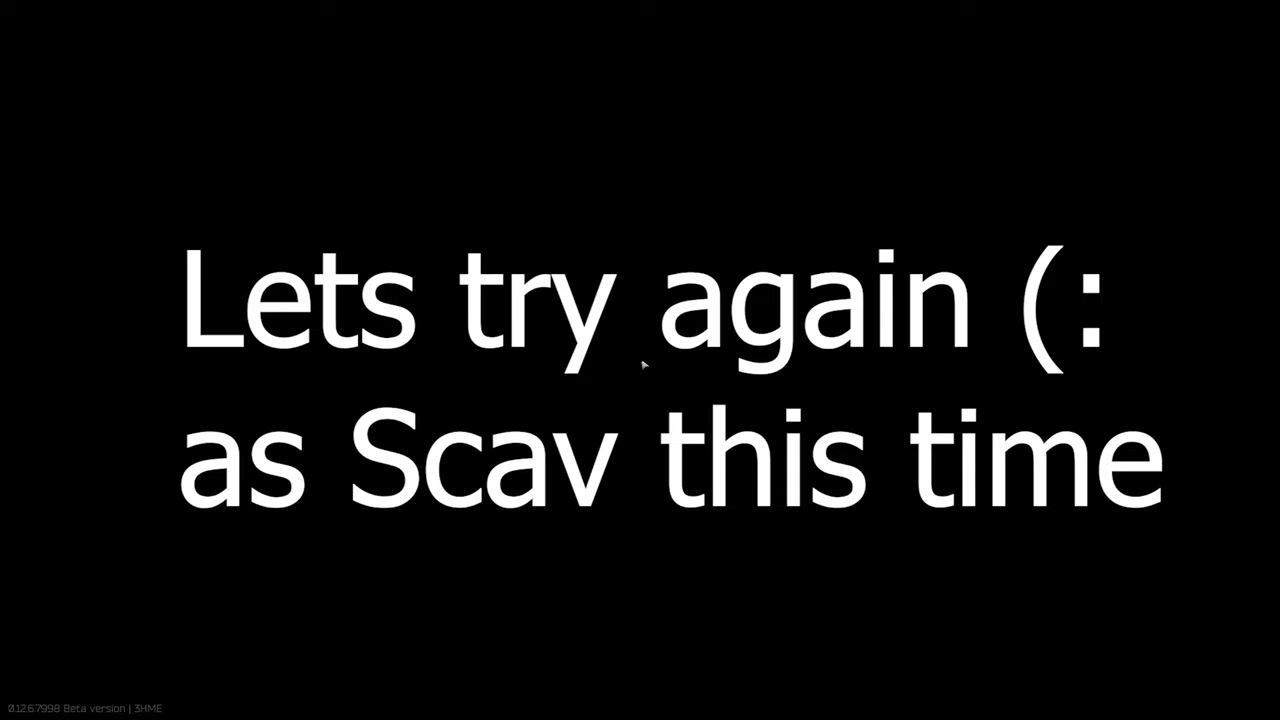 Lets try again (:
as Scav this time
0.12.6.7998 Beta version | 3HME